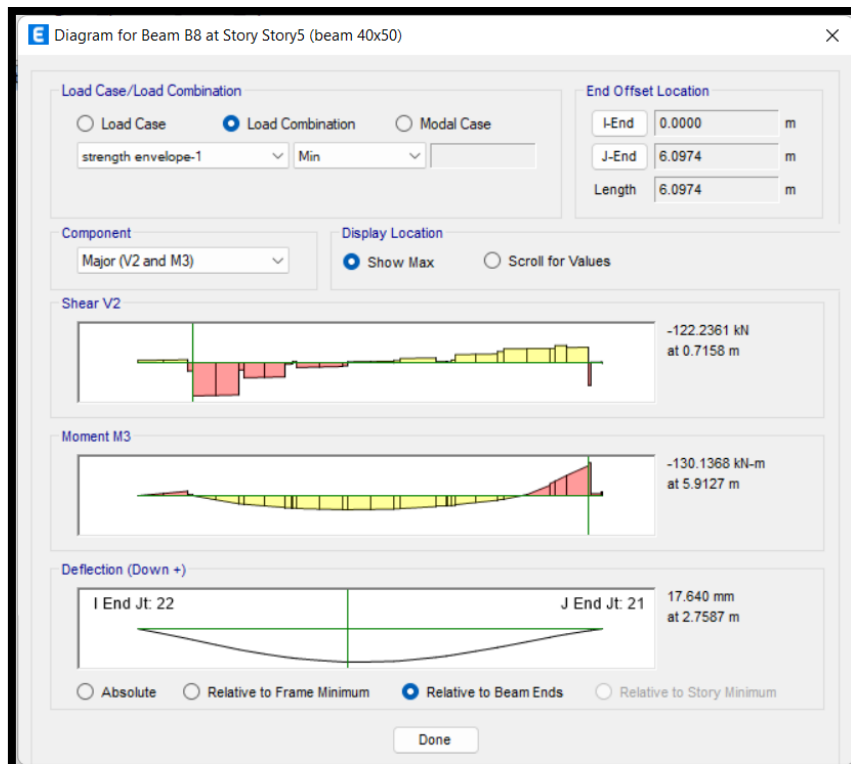 E Diagram for Beam B8 at Story Story5 (beam 40x50)
Load Case/Load Combination
Load Case Load Combination Modal Case
strength envelope-1 Min
End Offset Location
I-End 0.0000 m
J-End 6.0974 m
Length 6.0974 m
Component
Major (V2 and M3)
Display Location
Show Max Scroll for Values
Shear V2
-122.2361 kN
at 0.7158 m
Moment M3
-130.1368 kN-m
at 5.9127 m
Deflection (Down +)
I End Jt: 22 J End Jt: 21
17.640 mm
at 2.7587 m
Absolute Relative to Frame Minimum Relative to Beam Ends Relative to Story Minimum
Done